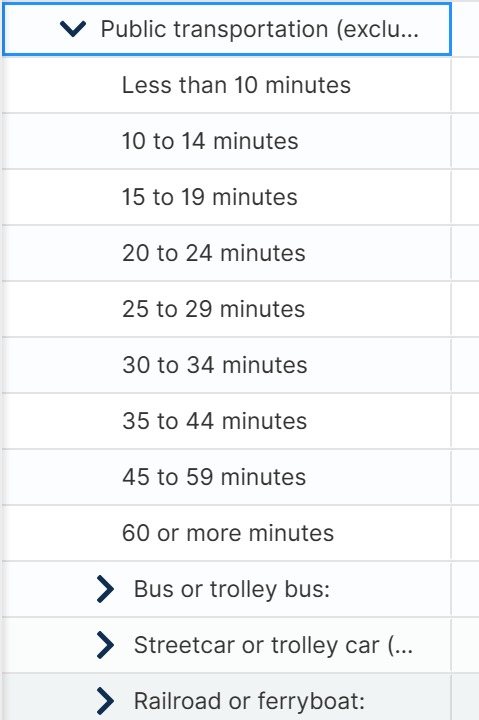 Public transportation (exclu...
Less than 10 minutes
10 to 14 minutes
15 to 19 minutes
20 to 24 minutes
25 to 29 minutes
30 to 34 minutes
35 to 44 minutes
45 to 59 minutes
60 or more minutes
Bus or trolley bus:
Streetcar or trolley car (...
Railroad or ferryboat: